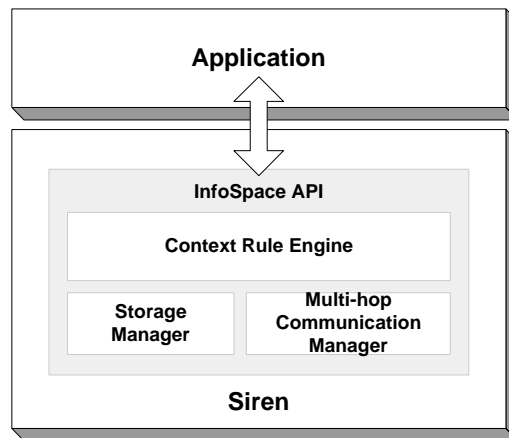 Application
InfoSpace API
Context Rule Engine
Storage
Manager
Multi-hop
Communication
Manager
Siren